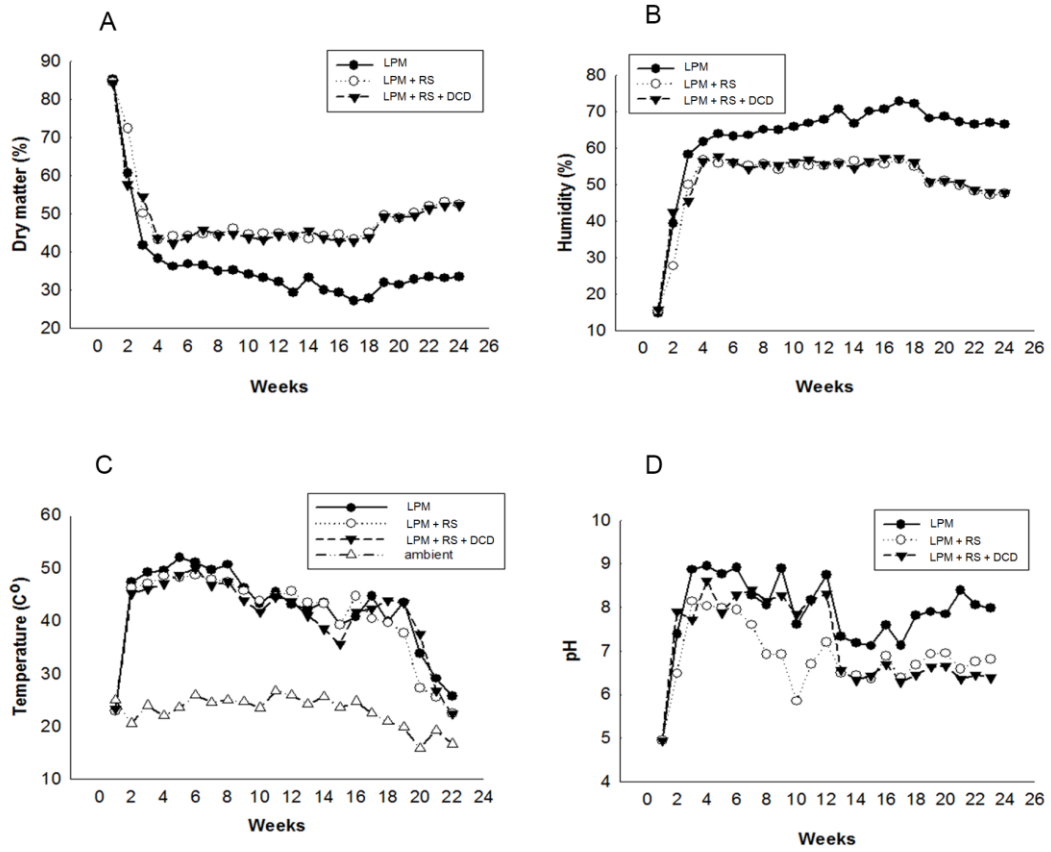 A
LPM
LPM + RS
LPM + RS + DCD
Dry matter (%)
90
80
70
60
50
40
30
20
0 2 4 6 8 10 12 14 16 18 20 22 24 26
Weeks
B
LPM
LPM + RS
LPM + RS + DCD
Humidity (%)
80
70
60
50
40
30
20
10
0 2 4 6 8 10 12 14 16 18 20 22 24 26
Weeks
C
LPM
LPM + RS
LPM + RS + DCD
ambient
Temperature (Cº)
60
50
40
30
20
10
0 2 4 6 8 10 12 14 16 18 20 22 24
Weeks
D
LPM
LPM + RS
LPM + RS + DCD
pH
10
9
8
7
6
5
4
0 2 4 6 8 10 12 14 16 18 20 22 24
Weeks